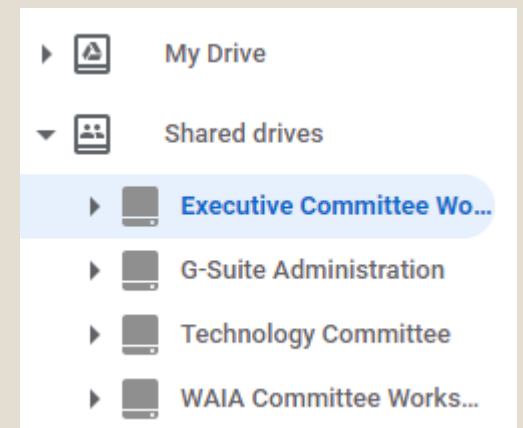 My Drive
Shared drives
Executive Committee Wo...
G-Suite Administration
Technology Committee
WAIA Committee Works...